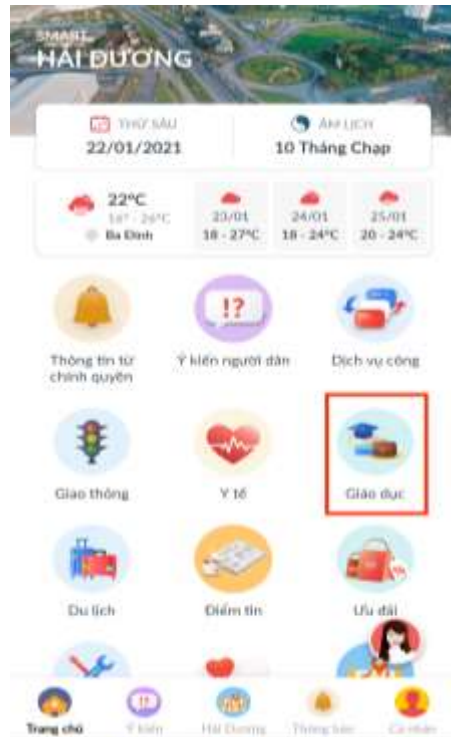 SMART
HẢI DƯƠNG
THỨ SÁU
22/01/2021
ÂM LỊCH
10 Tháng Chạp
22°C
16° - 26°C
Ba Đình
23/01
18 - 27°C
24/01
18 - 24°C
25/01
20 - 24°C
!?
Thông tin từ
chính quyền
Ý kiến người dân
Dịch vụ công
Giao thông
Y tế
Giáo dục
Du lịch
Điểm tin
Ưu đãi
Trang chủ
Ý kiến
Hải Dương
Thông báo
Cá nhân